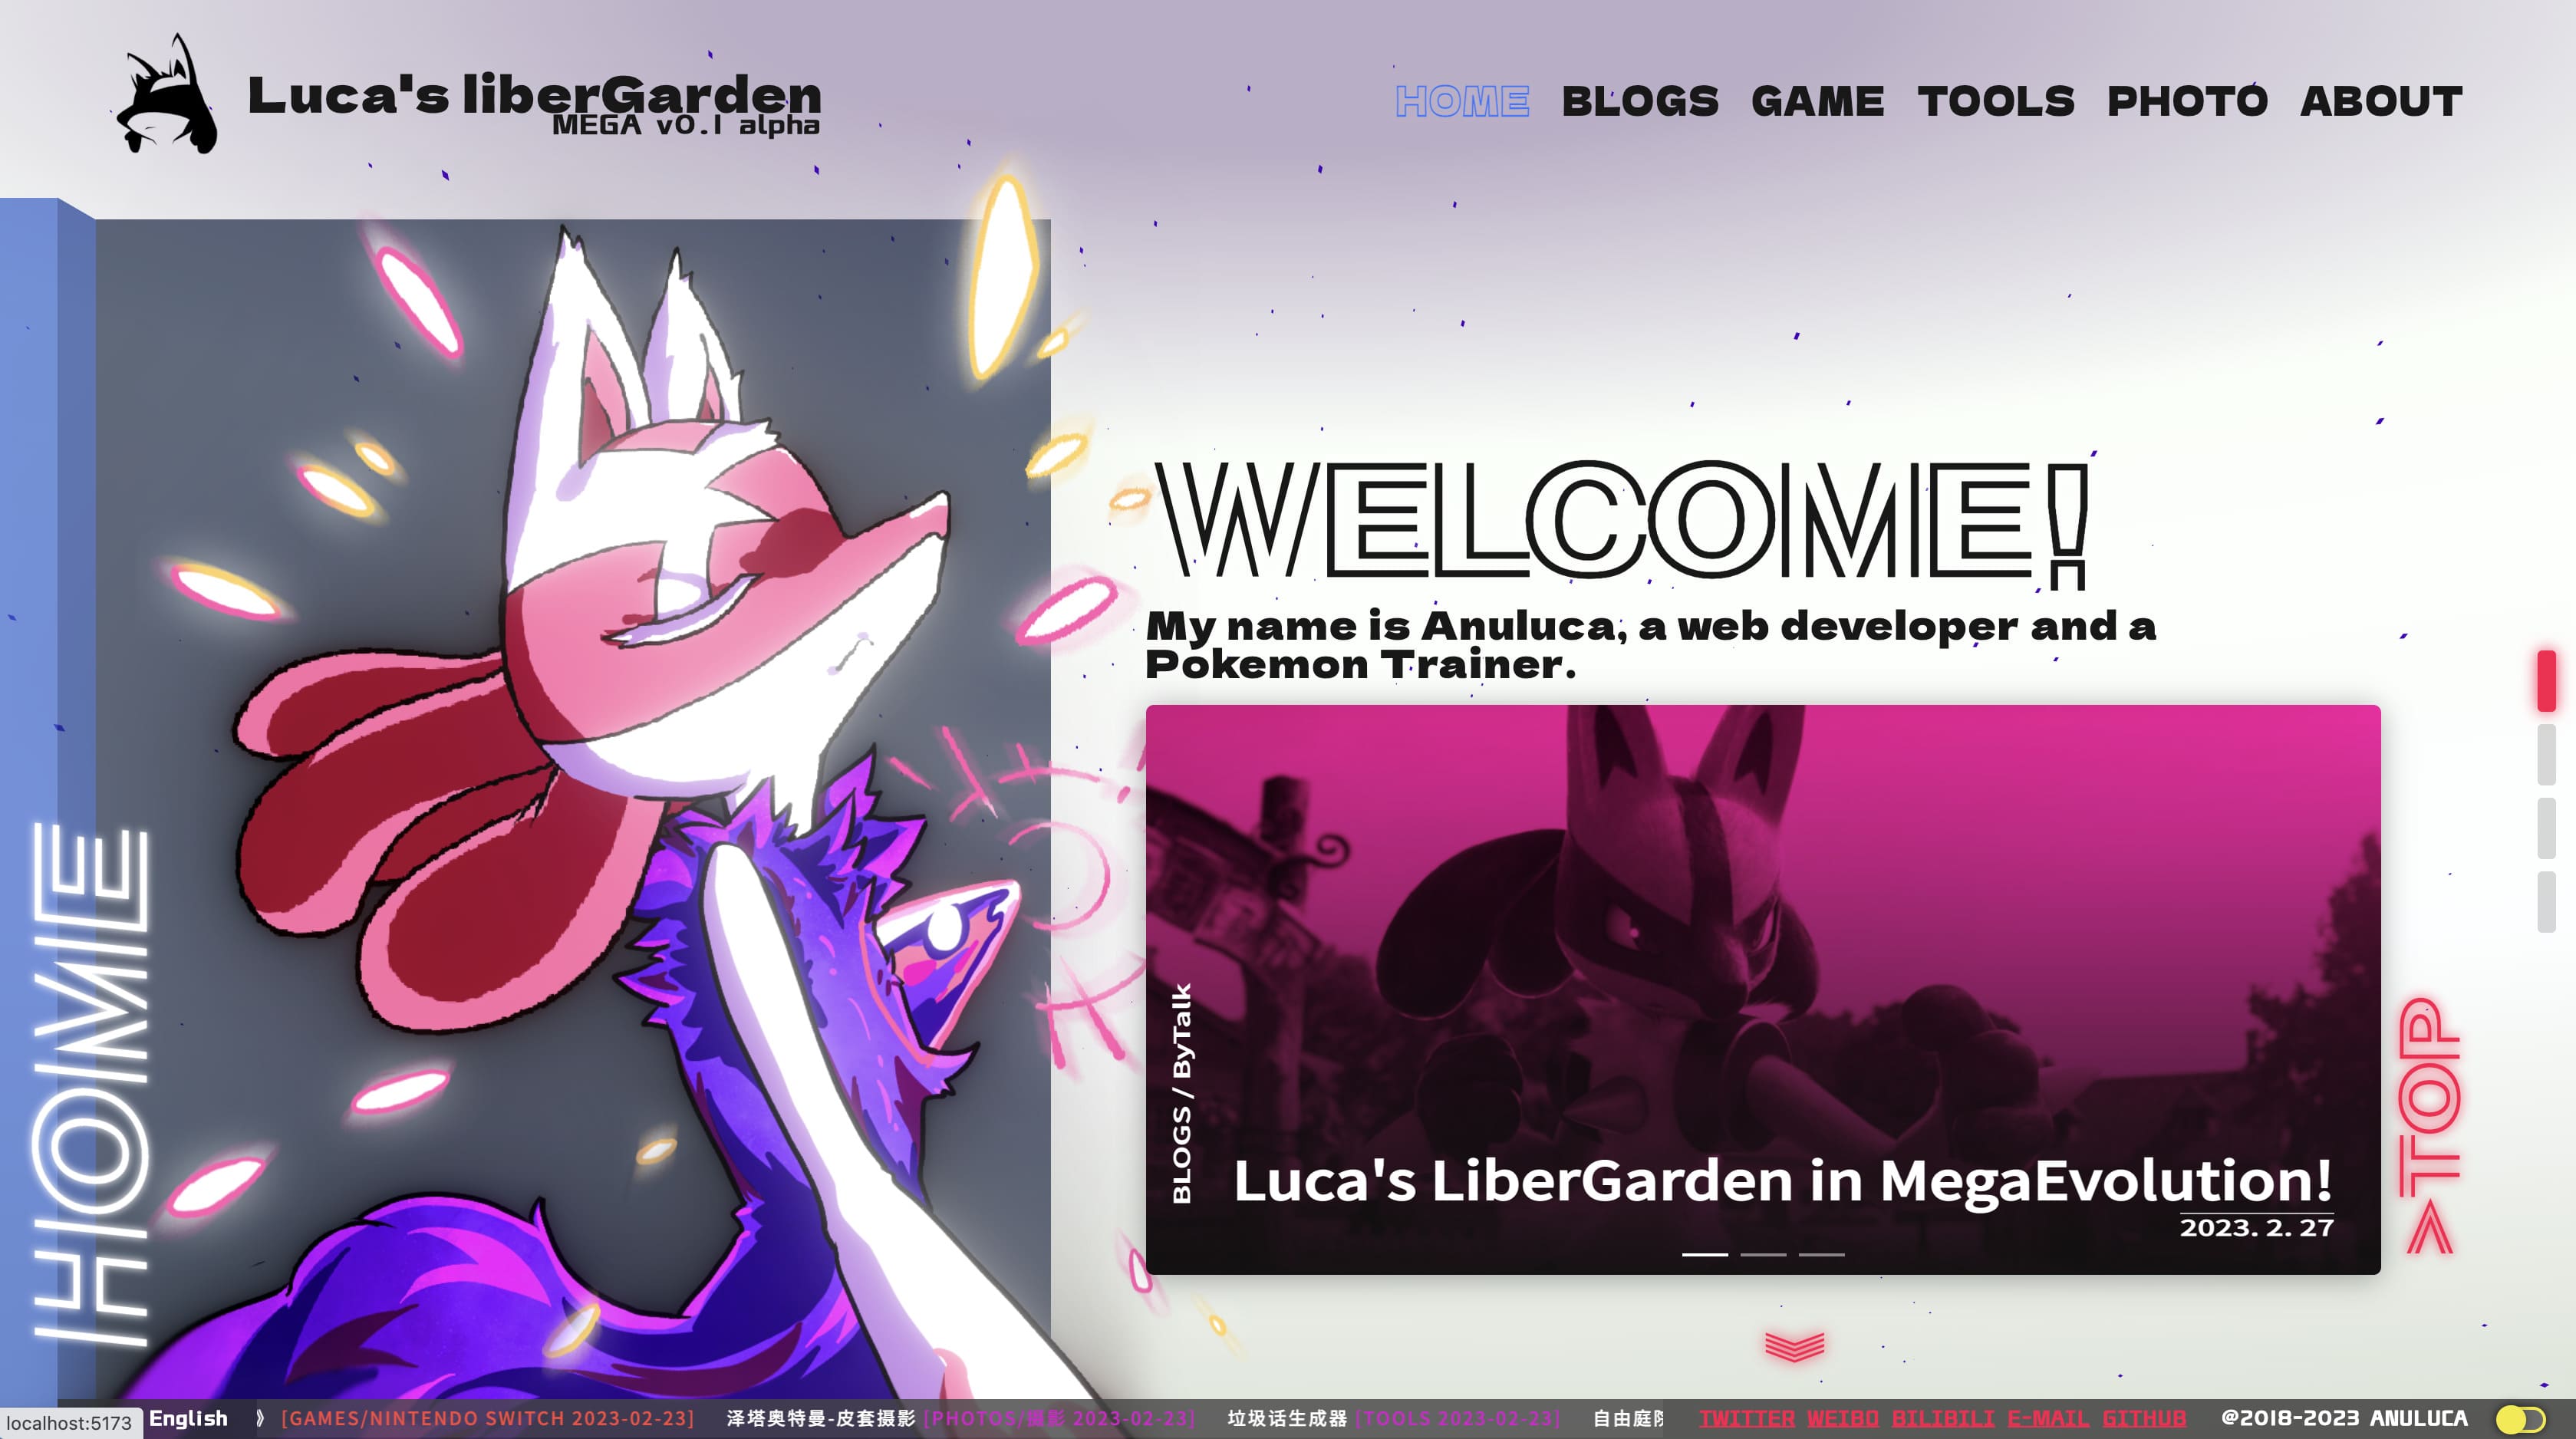 Luca's liberGarden
MEGA v0.1 alpha
HOME BLOGS GAME TOOLS PHOTO ABOUT
WELCOME!
My name is Anuluca, a web developer and a
Pokemon Trainer.
HOME
BLOGS / ByTalk
Luca's LiberGarden in MegaEvolution!
2023. 2. 27
TOP
localhost:5173
English 》 [GAMES/NINTENDO SWITCH 2023-02-23] 泽塔奥特曼-皮套摄影 [PHOTOS/摄影 2023-02-23] 垃圾话生成器 [TOOLS 2023-02-23] 自由庭院
TWITTER WEIBO BILIBILI E-MAIL GITHUB @2018-2023 ANULUCA